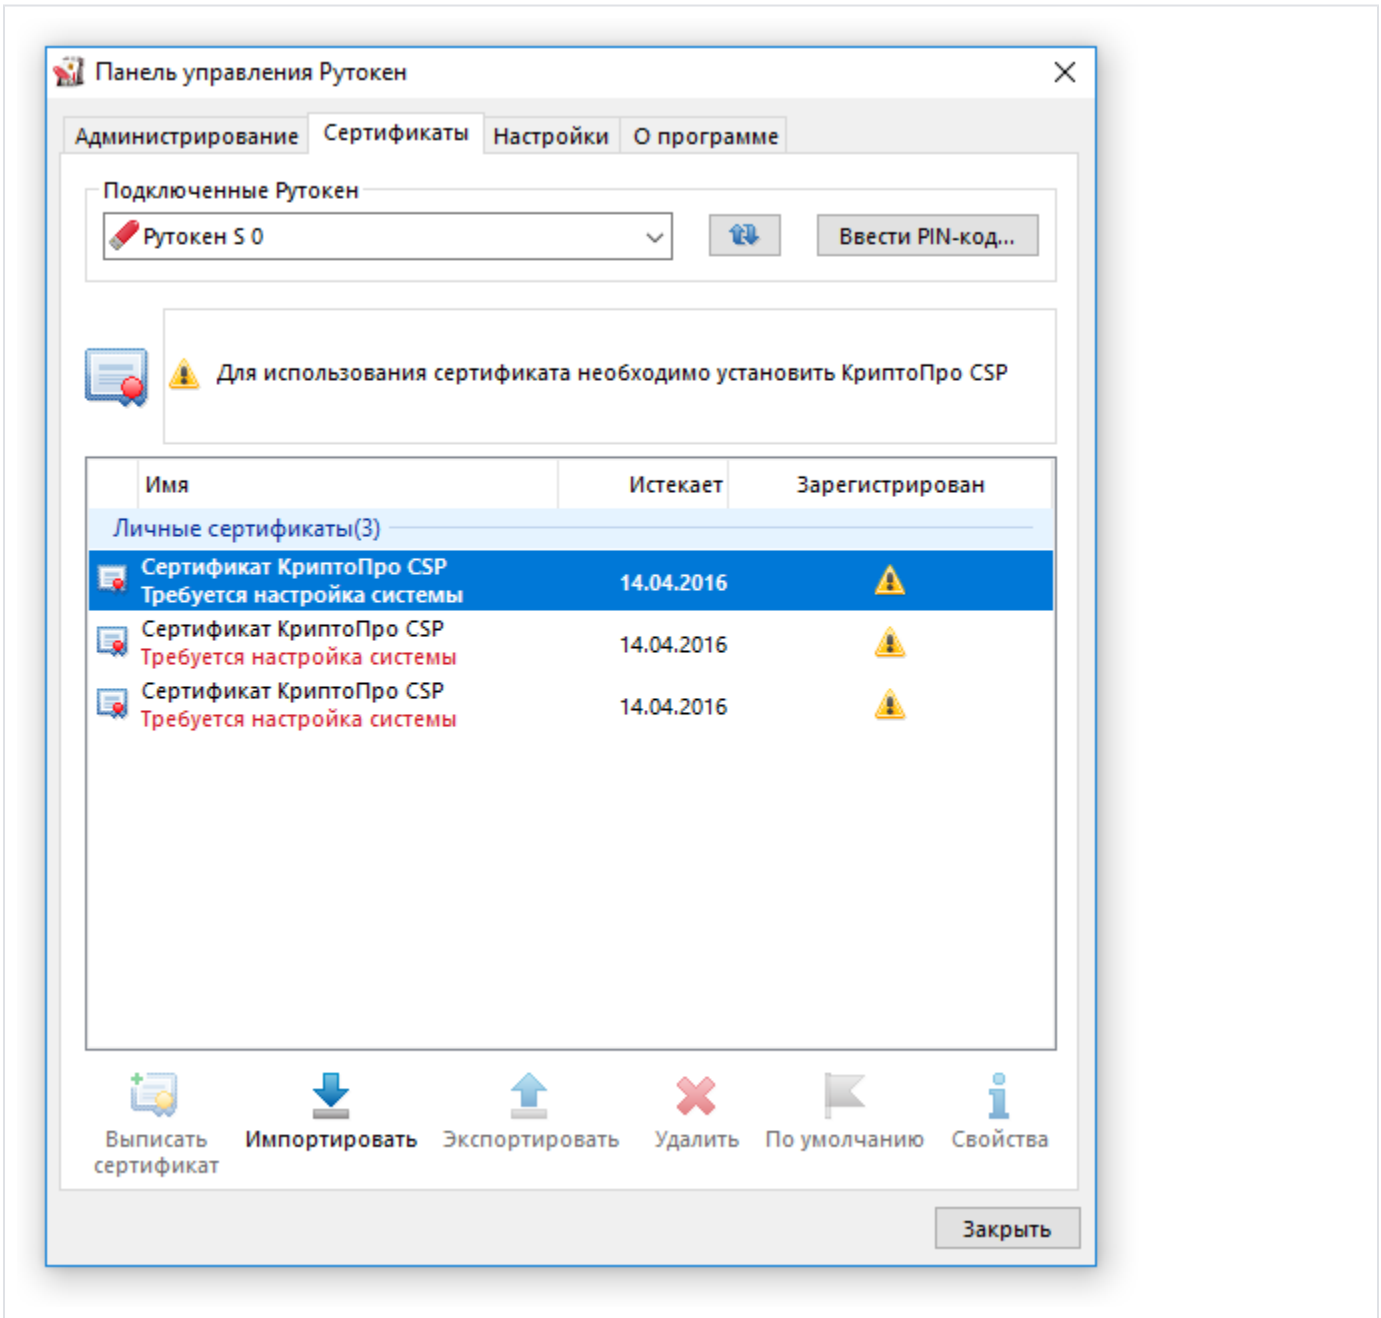 Панель управления Рутокен
Администрирование Сертификаты Настройки О программе
Подключенные Рутокен
Рутокен S 0 Ввести PIN-код...
Для использования сертификата необходимо установить КриптоПро CSP
Имя Истекает Зарегистрирован
Личные сертификаты(3)
Сертификат КриптоПро CSP
Требуется настройка системы 14.04.2016
Сертификат КриптоПро CSP
Требуется настройка системы 14.04.2016
Сертификат КриптоПро CSP
Требуется настройка системы 14.04.2016
Выписать Импортировать Экспортировать Удалить По умолчанию Свойства
сертификат
Закрыть